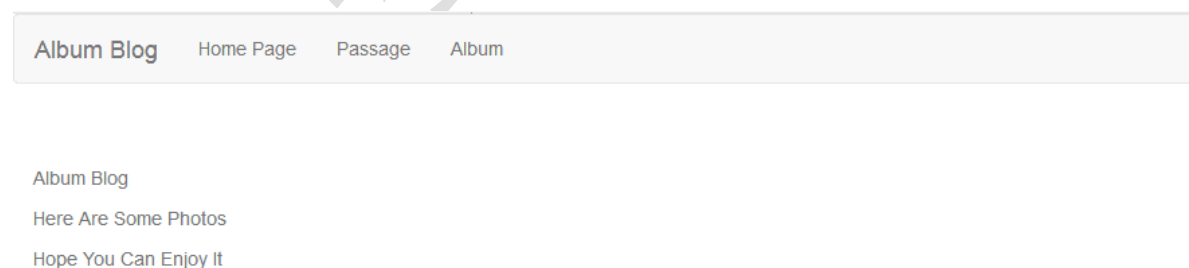 Album Blog Home Page Passage Album
Album Blog
Here Are Some Photos
Hope You Can Enjoy It